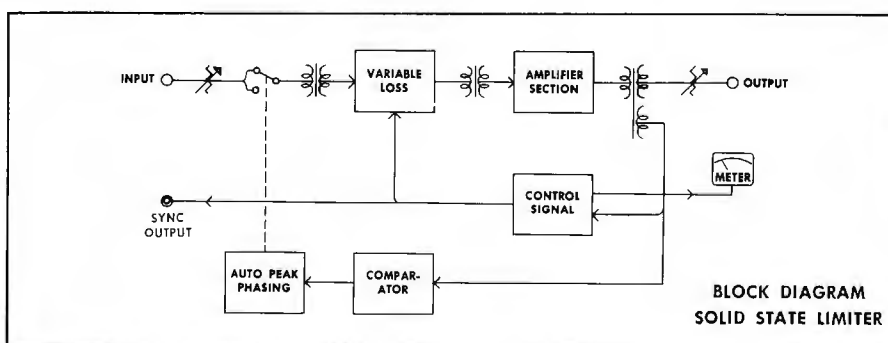 INPUT
VARIABLE
LOSS
AMPLIFIER
SECTION
OUTPUT
METER
CONTROL
SIGNAL
SYNC
OUTPUT
AUTO PEAK
PHASING
COMPAR-
ATOR
BLOCK DIAGRAM
SOLID STATE LIMITER